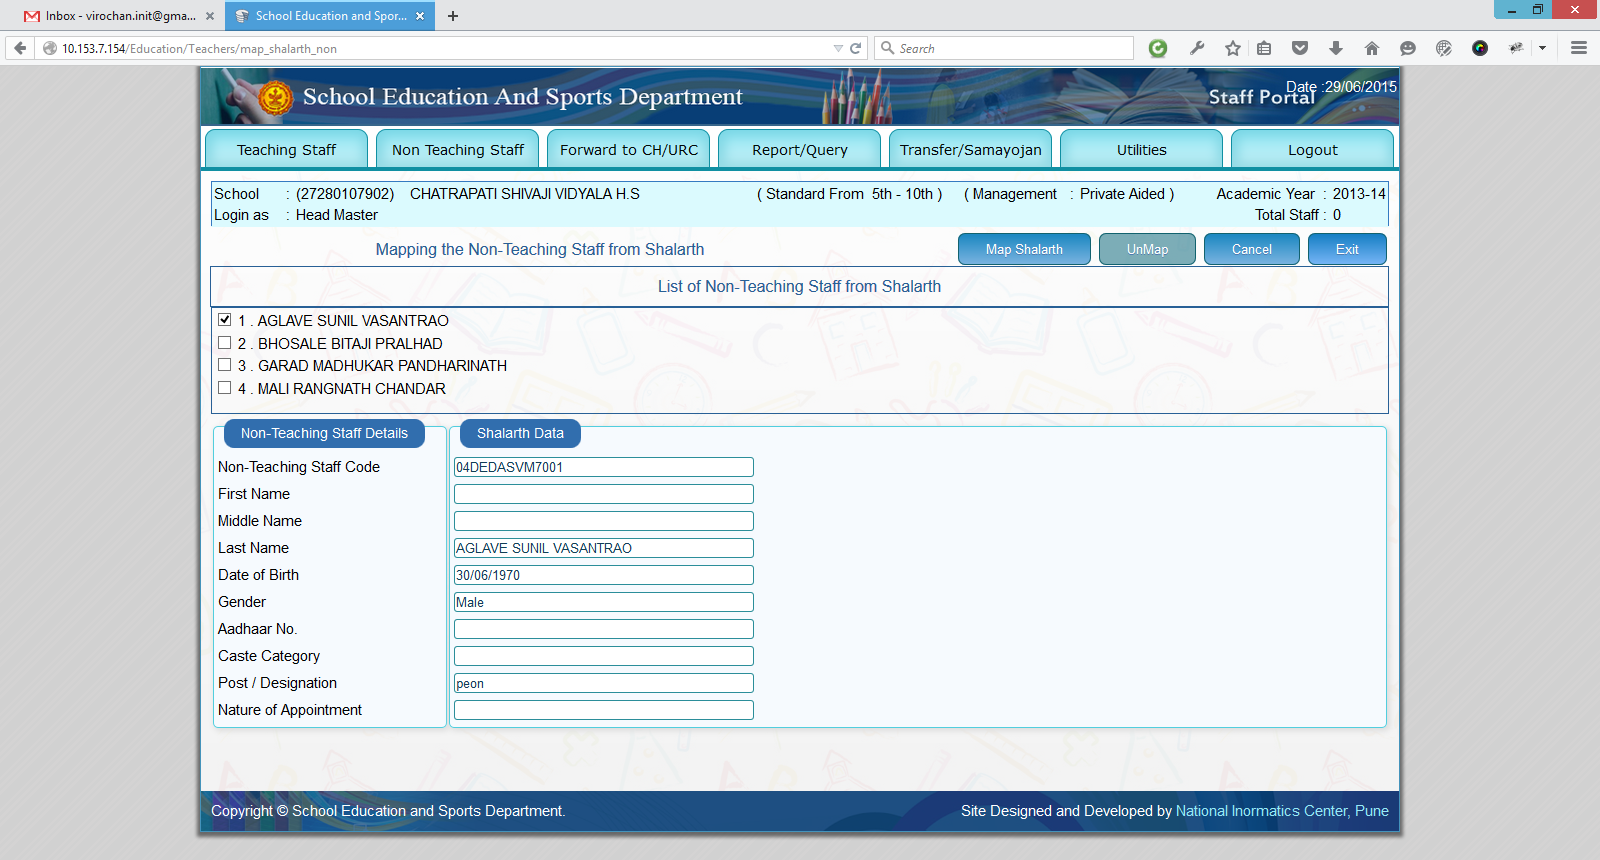 Inbox - virochan.init@gma...
School Education and Spor...
10.153.7.154/Education/Teachers/map_shalarth_non
Search
School Education And Sports Department
Date :29/06/2015
Staff Portal
Teaching Staff
Non Teaching Staff
Forward to CH/URC
Report/Query
Transfer/Samayojan
Utilities
Logout
School : (27280107902) CHATRAPATI SHIVAJI VIDYALA H.S ( Standard From 5th - 10th ) ( Management : Private Aided ) Academic Year : 2013-14
Login as : Head Master Total Staff : 0
Mapping the Non-Teaching Staff from Shalarth
Map Shalarth
UnMap
Cancel
Exit
List of Non-Teaching Staff from Shalarth
1 . AGLAVE SUNIL VASANTRAO
2 . BHOSALE BITAJI PRALHAD
3 . GARAD MADHUKAR PANDHARINATH
4 . MALI RANGNATH CHANDAR
Non-Teaching Staff Details
Shalarth Data
Non-Teaching Staff Code 04DEDASVM7001
First Name
Middle Name
Last Name AGLAVE SUNIL VASANTRAO
Date of Birth 30/06/1970
Gender Male
Aadhaar No.
Caste Category
Post / Designation peon
Nature of Appointment
Copyright © School Education and Sports Department.
Site Designed and Developed by National Inormatics Center, Pune